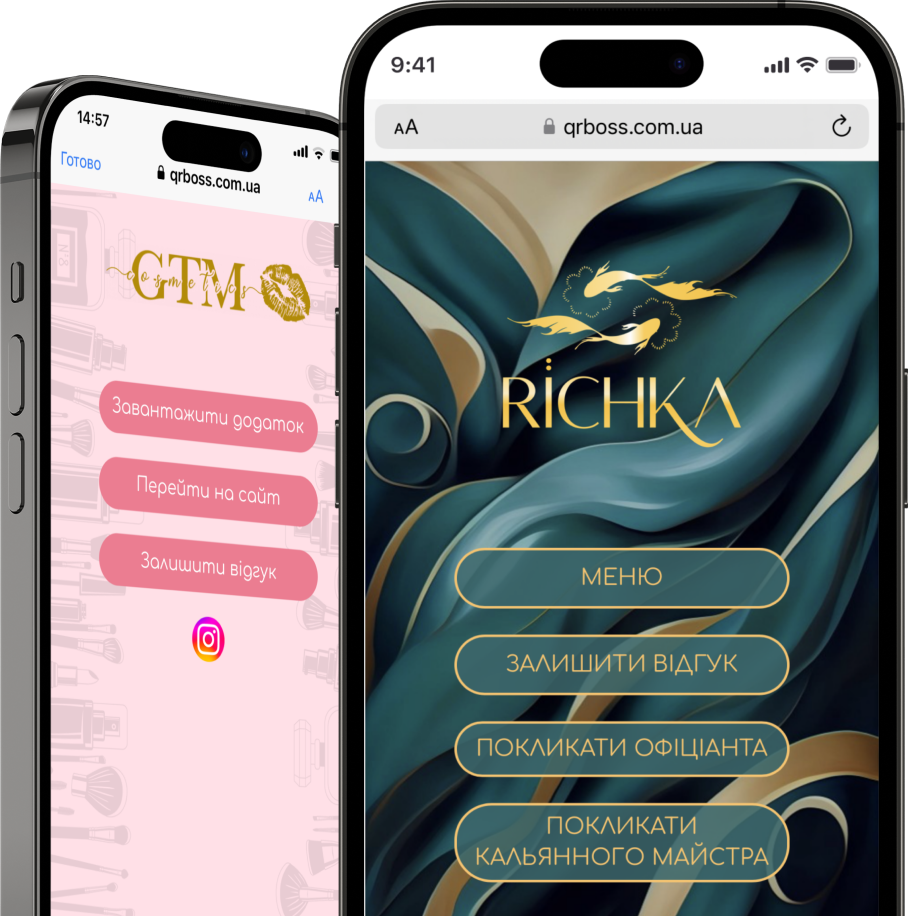 14:57
Готово
qrboss.com.ua
AA
GTM
cosmetics
Завантажити додаток
Перейти на сайт
Залишити відгук
9:41
AA
qrboss.com.ua
RİCHKA
МЕНЮ
ЗАЛИШИТИ ВІДГУК
ПОКЛИКАТИ ОФІЦІАНТА
ПОКЛИКАТИ
КАЛЬЯННОГО МАЙСТРА